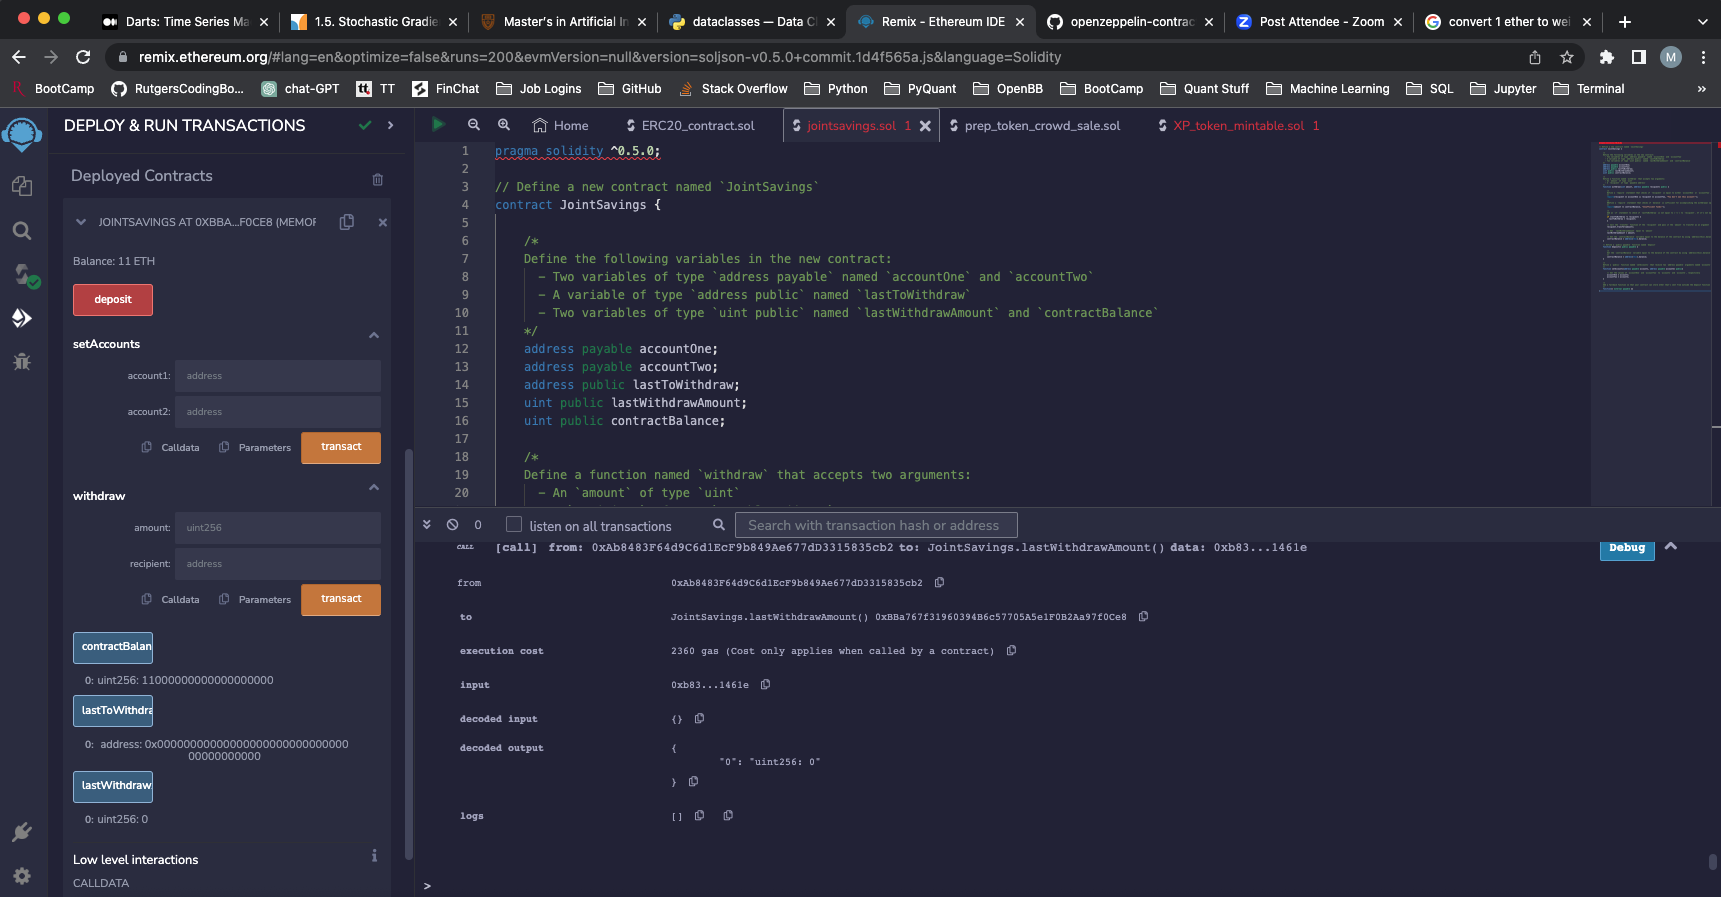 Darts: Time Series Ma
1.5. Stochastic Gradie
Master's in Artificial In
dataclasses — Data Cl
Remix - Ethereum IDE
openzeppelin-contrac
Post Attendee - Zoom
convert 1 ether to wei
remix.ethereum.org/#lang=en&optimize=false&runs=200&evmVersion=null&version=soljson-v0.5.0+commit.1d4f565a.js&language=Solidity
M
R BootCamp
RutgersCodingBo...
chat-GPT
tt TT
FinChat
Job Logins
GitHub
Stack Overflow
Python
PyQuant
OpenBB
BootCamp
Quant Stuff
Machine Learning
SQL
Jupyter
Terminal
»
DEPLOY & RUN TRANSACTIONS
Home
ERC20_contract.sol
jointsavings.sol 1
prep_token_crowd_sale.sol
XP_token_mintable.sol 1
Deployed Contracts
JOINTSAVINGS AT 0XBBA...F0CE8 (MEMOR
Balance: 11 ETH
deposit
setAccounts
account1: address
account2: address
Calldata Parameters transact
withdraw
amount: uint256
recipient: address
Calldata Parameters transact
contractBalan
0: uint256: 11000000000000000000
lastToWithdra
0: address: 0x00000000000000000000000000000
00000000000
lastWithdraw
0: uint256: 0
Low level interactions
i
CALLDATA
1 pragma solidity ^0.5.0;
2
3 // Define a new contract named `JointSavings`
4 contract JointSavings {
5
6 /*
7 Define the following variables in the new contract:
8 - Two variables of type `address payable` named `accountOne` and `accountTwo`
9 - A variable of type `address public` named `lastToWithdraw`
10 - Two variables of type `uint public` named `lastWithdrawAmount` and `contractBalance`
11 */
12 address payable accountOne;
13 address payable accountTwo;
14 address public lastToWithdraw;
15 uint public lastWithdrawAmount;
16 uint public contractBalance;
17
18 /*
19 Define a function named `withdraw` that accepts two arguments:
20 - An `amount` of type `uint`
0 listen on all transactions Search with transaction hash or address
CALL [call] from: 0xAb8483F64d9C6d1EcF9b849Ae677dD3315835cb2 to: JointSavings.lastWithdrawAmount() data: 0xb83...1461e
Debug
from 0xAb8483F64d9C6d1EcF9b849Ae677dD3315835cb2
to JointSavings.lastWithdrawAmount() 0xBBa767f31960394B6c57705A5e1F0B2Aa97f0Ce8
execution cost 2360 gas (Cost only applies when called by a contract)
input 0xb83...1461e
decoded input {}
decoded output {
"0": "uint256: 0"
}
logs []
>